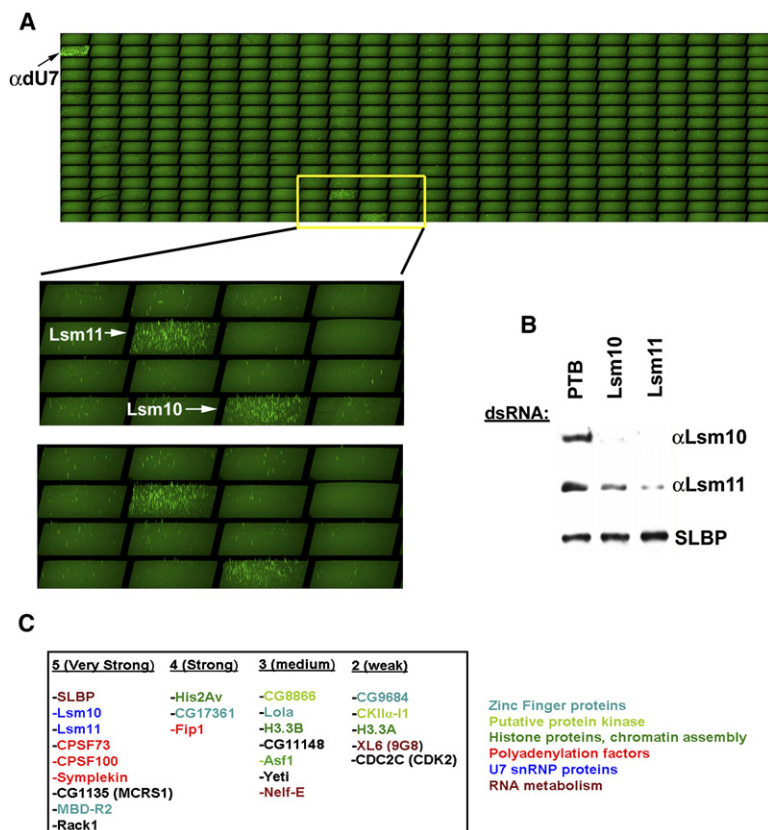 A
αdU7
Lsm11
Lsm10
B
PTB
Lsm10
Lsm11
dsRNA:
αLsm10
αLsm11
SLBP
C
5 (Very Strong)
-SLBP
-Lsm10
-Lsm11
-CPSF73
-CPSF100
-Symplekin
-CG1135 (MCRS1)
-MBD-R2
-Rack1
4 (Strong)
-His2Av
-CG17361
-Fip1
3 (medium)
-CG8866
-Lola
-H3.3B
-CG11148
-Asf1
-Yeti
-Nelf-E
2 (weak)
-CG9684
-CKIIα-I1
-H3.3A
-XL6 (9G8)
-CDC2C (CDK2)
Zinc Finger proteins
Putative protein kinase
Histone proteins, chromatin assembly
Polyadenylation factors
U7 snRNP proteins
RNA metabolism